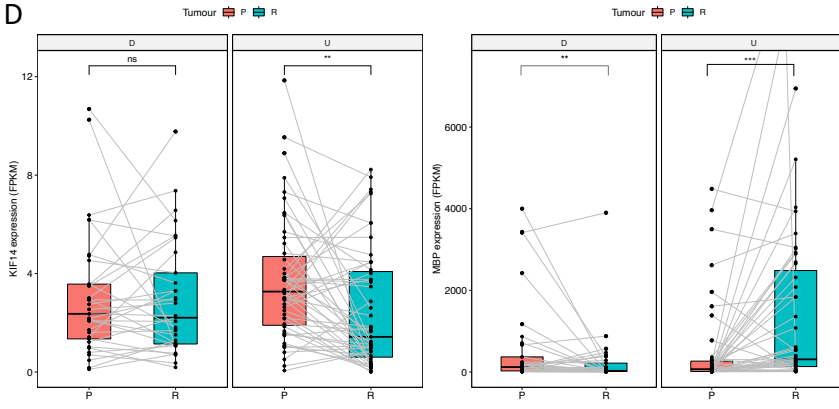 D
Tumour P R
D U
ns **
12
8
4
0
KIF14 expression (FPKM)
P R P R
Tumour P R
D U
** ***
6000
4000
2000
0
MBP expression (FPKM)
P R P R